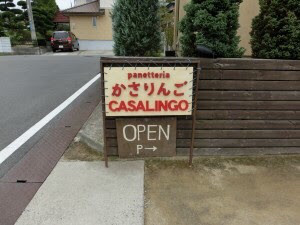 panetteria
かさりんご
CASALINGO
OPEN
P→